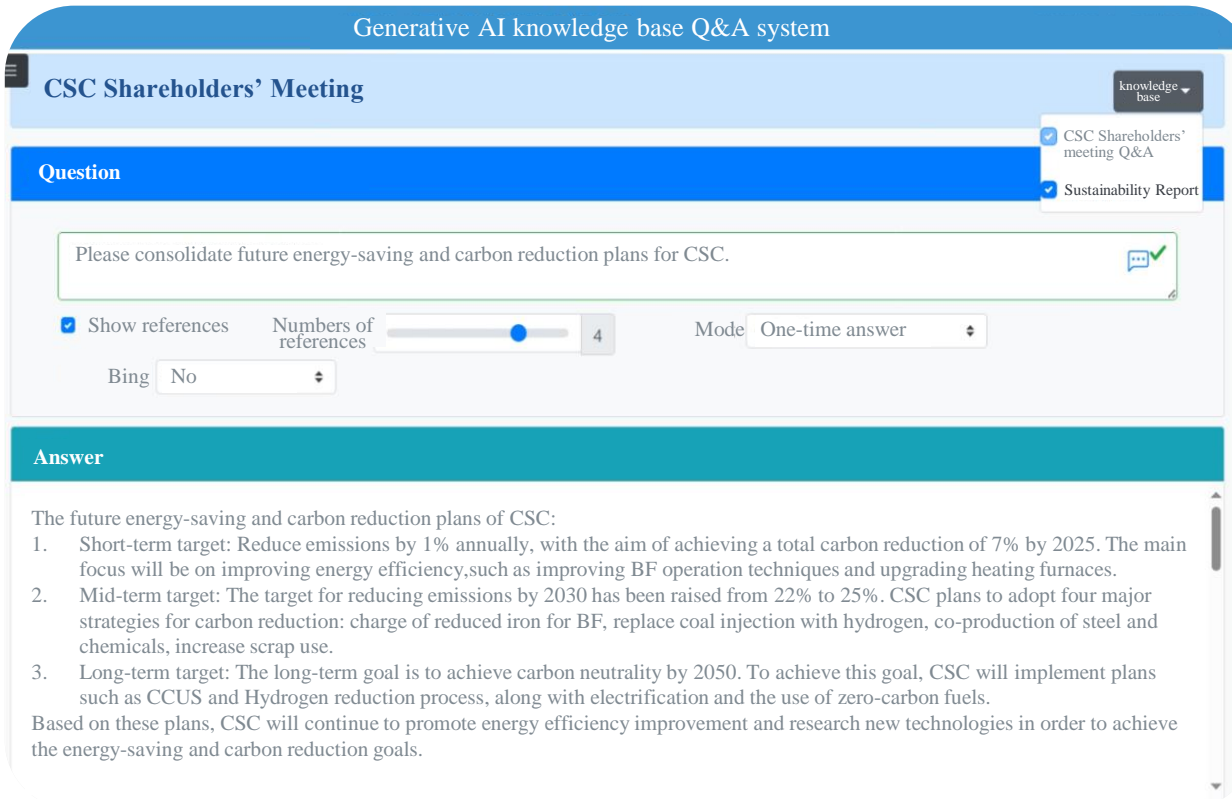 Generative AI knowledge base Q&A system
CSC Shareholders’ Meeting
knowledge
base
CSC Shareholders’
meeting Q&A
Sustainability Report
Question
Please consolidate future energy-saving and carbon reduction plans for CSC.
Show references
Numbers of
references
4
Mode
One-time answer
Bing
No
Answer
The future energy-saving and carbon reduction plans of CSC:
1. Short-term target: Reduce emissions by 1% annually, with the aim of achieving a total carbon reduction of 7% by 2025. The main
focus will be on improving energy efficiency,such as improving BF operation techniques and upgrading heating furnaces.
2. Mid-term target: The target for reducing emissions by 2030 has been raised from 22% to 25%. CSC plans to adopt four major
strategies for carbon reduction: charge of reduced iron for BF, replace coal injection with hydrogen, co-production of steel and
chemicals, increase scrap use.
3. Long-term target: The long-term goal is to achieve carbon neutrality by 2050. To achieve this goal, CSC will implement plans
such as CCUS and Hydrogen reduction process, along with electrification and the use of zero-carbon fuels.
Based on these plans, CSC will continue to promote energy efficiency improvement and research new technologies in order to achieve
the energy-saving and carbon reduction goals.